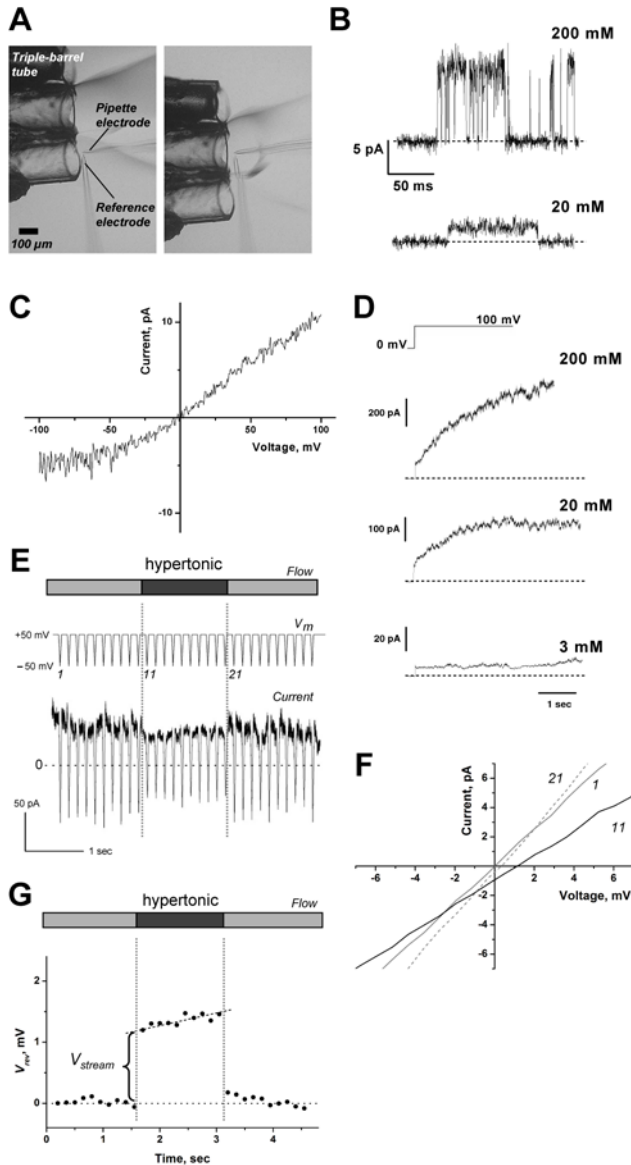 A
Triple-barrel
tube
Pipette
electrode
Reference
electrode
100 µm
B
200 mM
5 pA
50 ms
20 mM
C
Current, pA
10
-100
-50
0
50
100
Voltage, mV
-10
D
100 mV
0 mV
200 mM
200 pA
20 mM
100 pA
3 mM
20 pA
1 sec
E
hypertonic
Flow
Vm
+50 mV
−50 mV
1
11
21
Current
0
50 pA
1 sec
F
Current, pA
6
4
2
0
-2
-4
-6
-6
-4
-2
2
4
6
Voltage, mV
21
1
11
G
hypertonic
Flow
Vrev, mV
2
1
0
Vstream
0
1
2
3
4
5
Time, sec